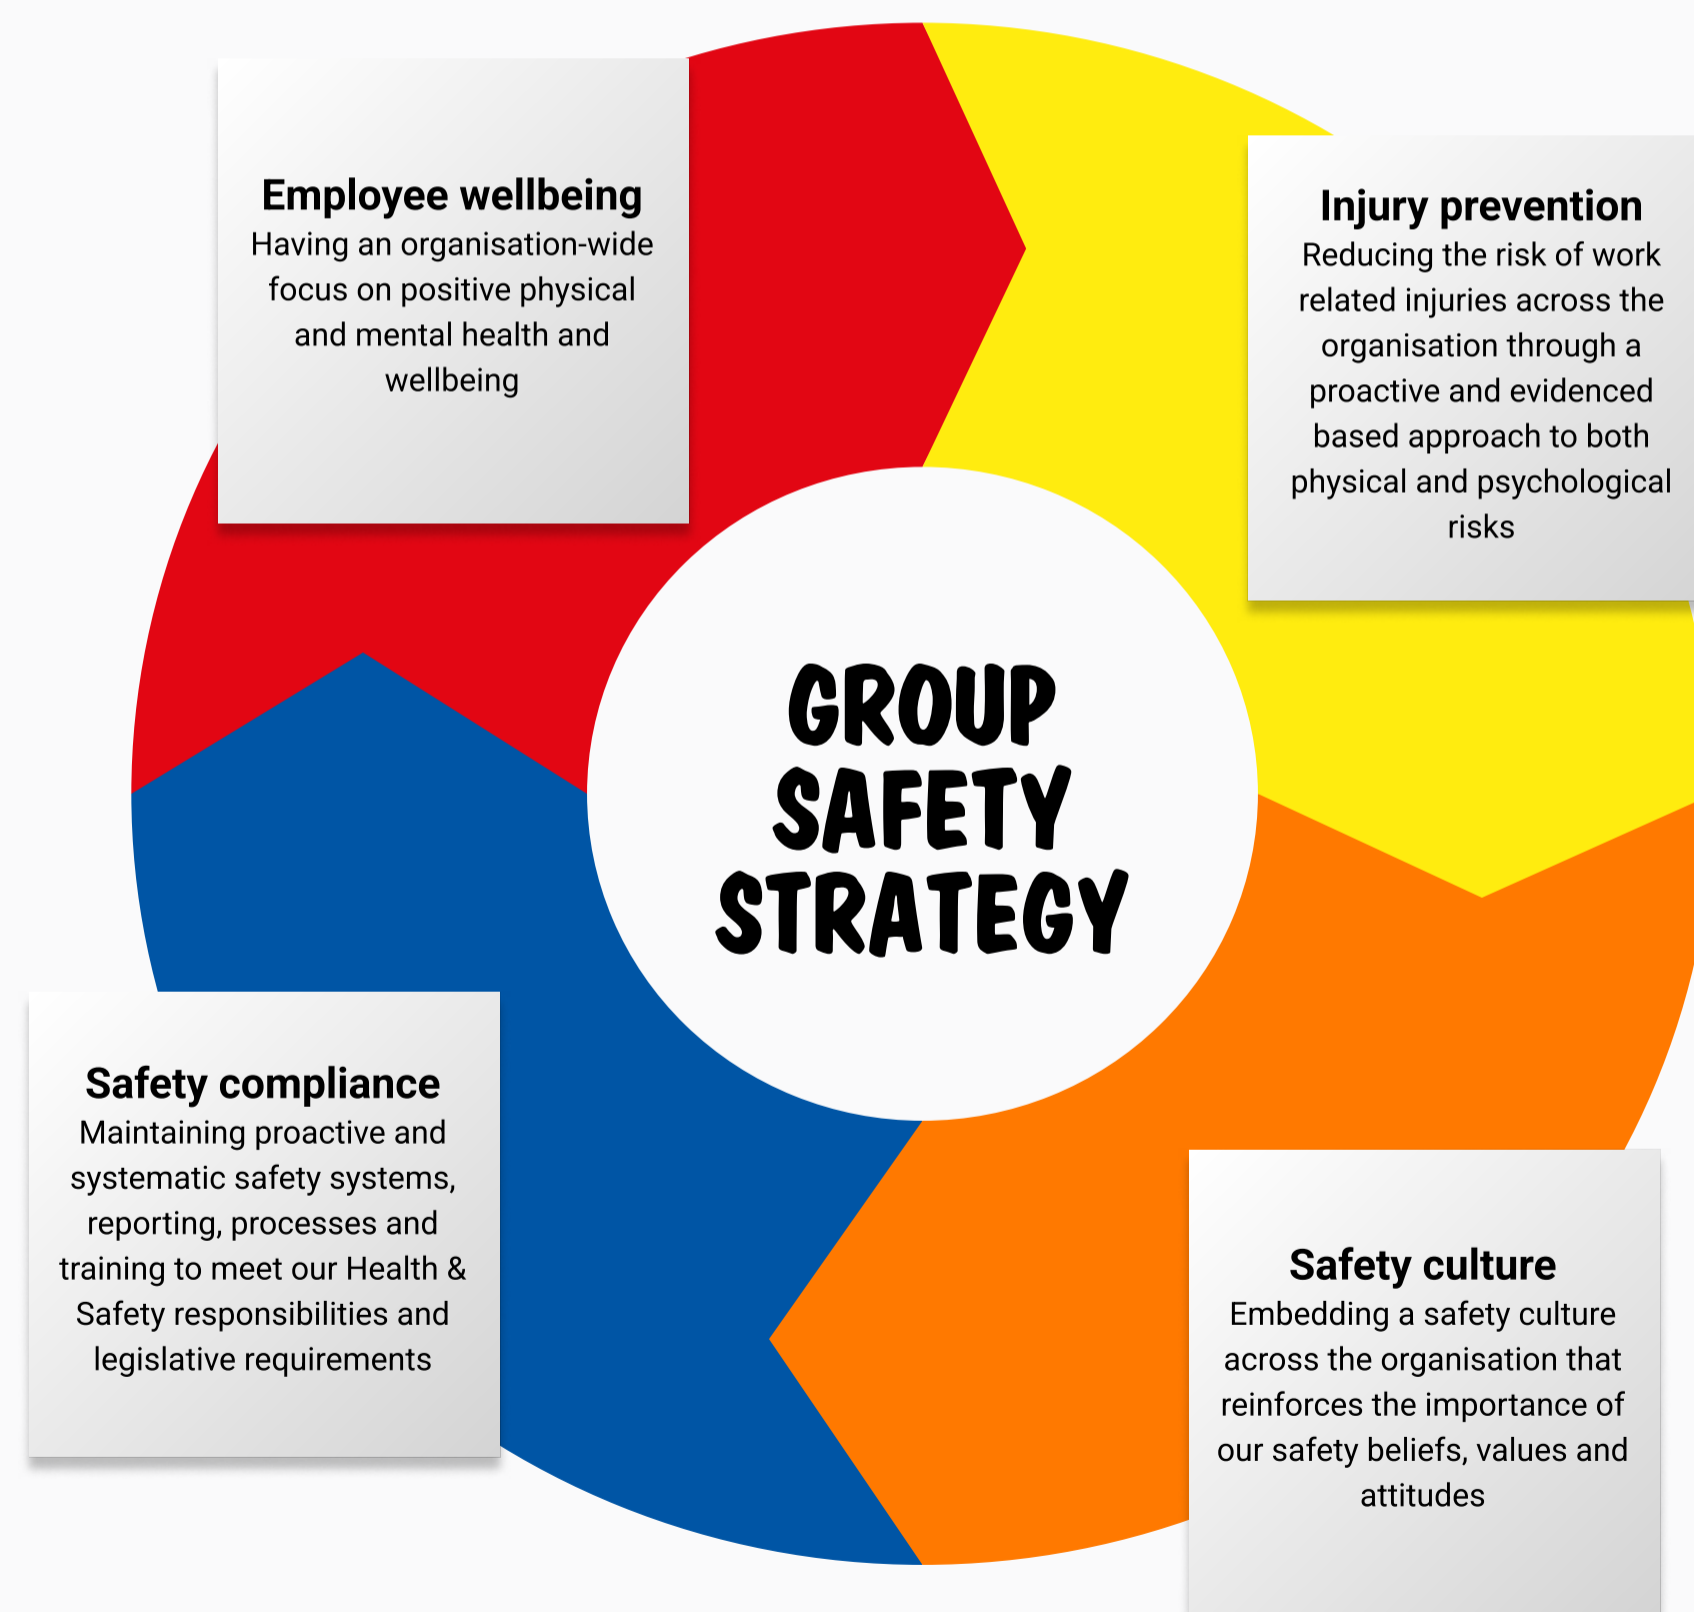 Employee wellbeing
Having an organisation-wide
focus on positive physical
and mental health and
wellbeing
Injury prevention
Reducing the risk of work
related injuries across the
organisation through a
proactive and evidenced
based approach to both
physical and psychological
risks
GROUP
SAFETY
STRATEGY
Safety compliance
Maintaining proactive and
systematic safety systems,
reporting, processes and
training to meet our Health &
Safety responsibilities and
legislative requirements
Safety culture
Embedding a safety culture
across the organisation that
reinforces the importance of
our safety beliefs, values and
attitudes